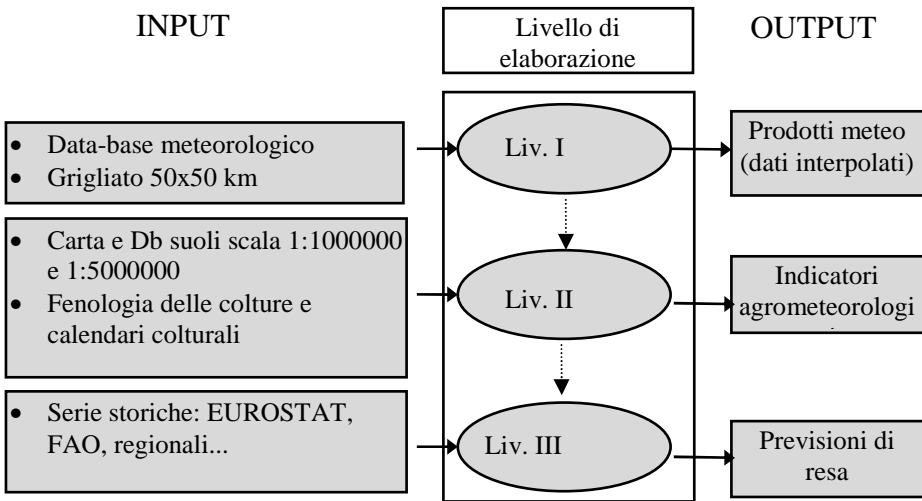 INPUT
Livello di
elaborazione
OUTPUT
• Data-base meteorologico
• Grigliato 50x50 km
Liv. I
Prodotti meteo
(dati interpolati)
• Carta e Db suoli scala 1:1000000
e 1:5000000
• Fenologia delle colture e
calendari colturali
Liv. II
Indicatori
agrometeorologi
• Serie storiche: EUROSTAT,
FAO, regionali...
Liv. III
Previsioni di
resa